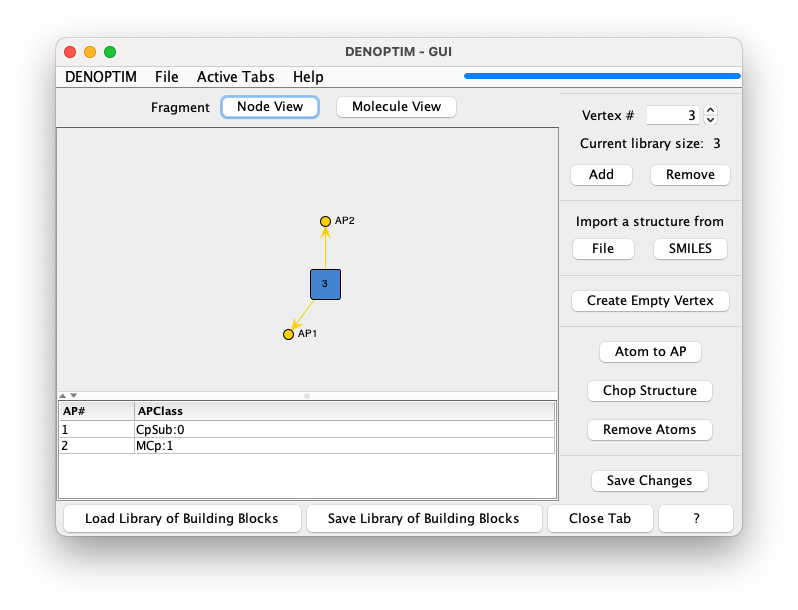 DENOPTIM - GUI
DENOPTIM File Active Tabs Help
Fragment Node View Molecule View
Vertex # 3
Current library size: 3
Add Remove
Import a structure from
File SMILES
Create Empty Vertex
Atom to AP
Chop Structure
Remove Atoms
Save Changes
AP2
3
AP1
AP# APClass
1 CpSub:0
2 MCp:1
Load Library of Building Blocks Save Library of Building Blocks Close Tab ?